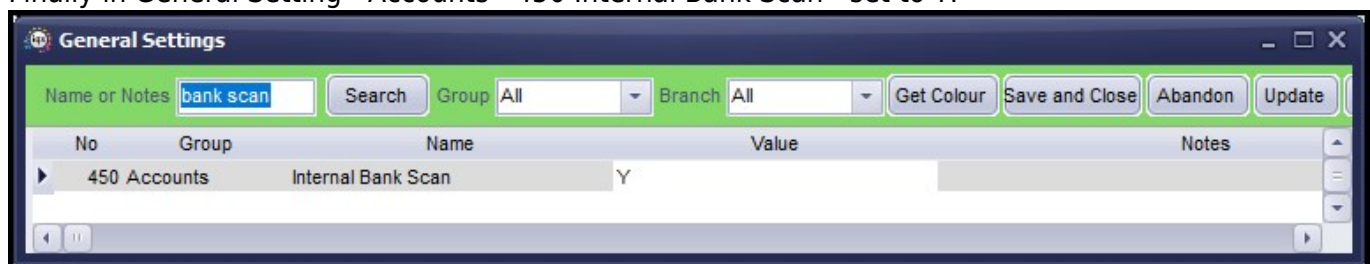 Finally in General Setting - Accounts - 450 Internal Bank Scan - set to Y.
General Settings
Name or Notes bank scan Search Group All Branch All Get Colour Save and Close Abandon Update
No Group Name Value Notes
450 Accounts Internal Bank Scan Y